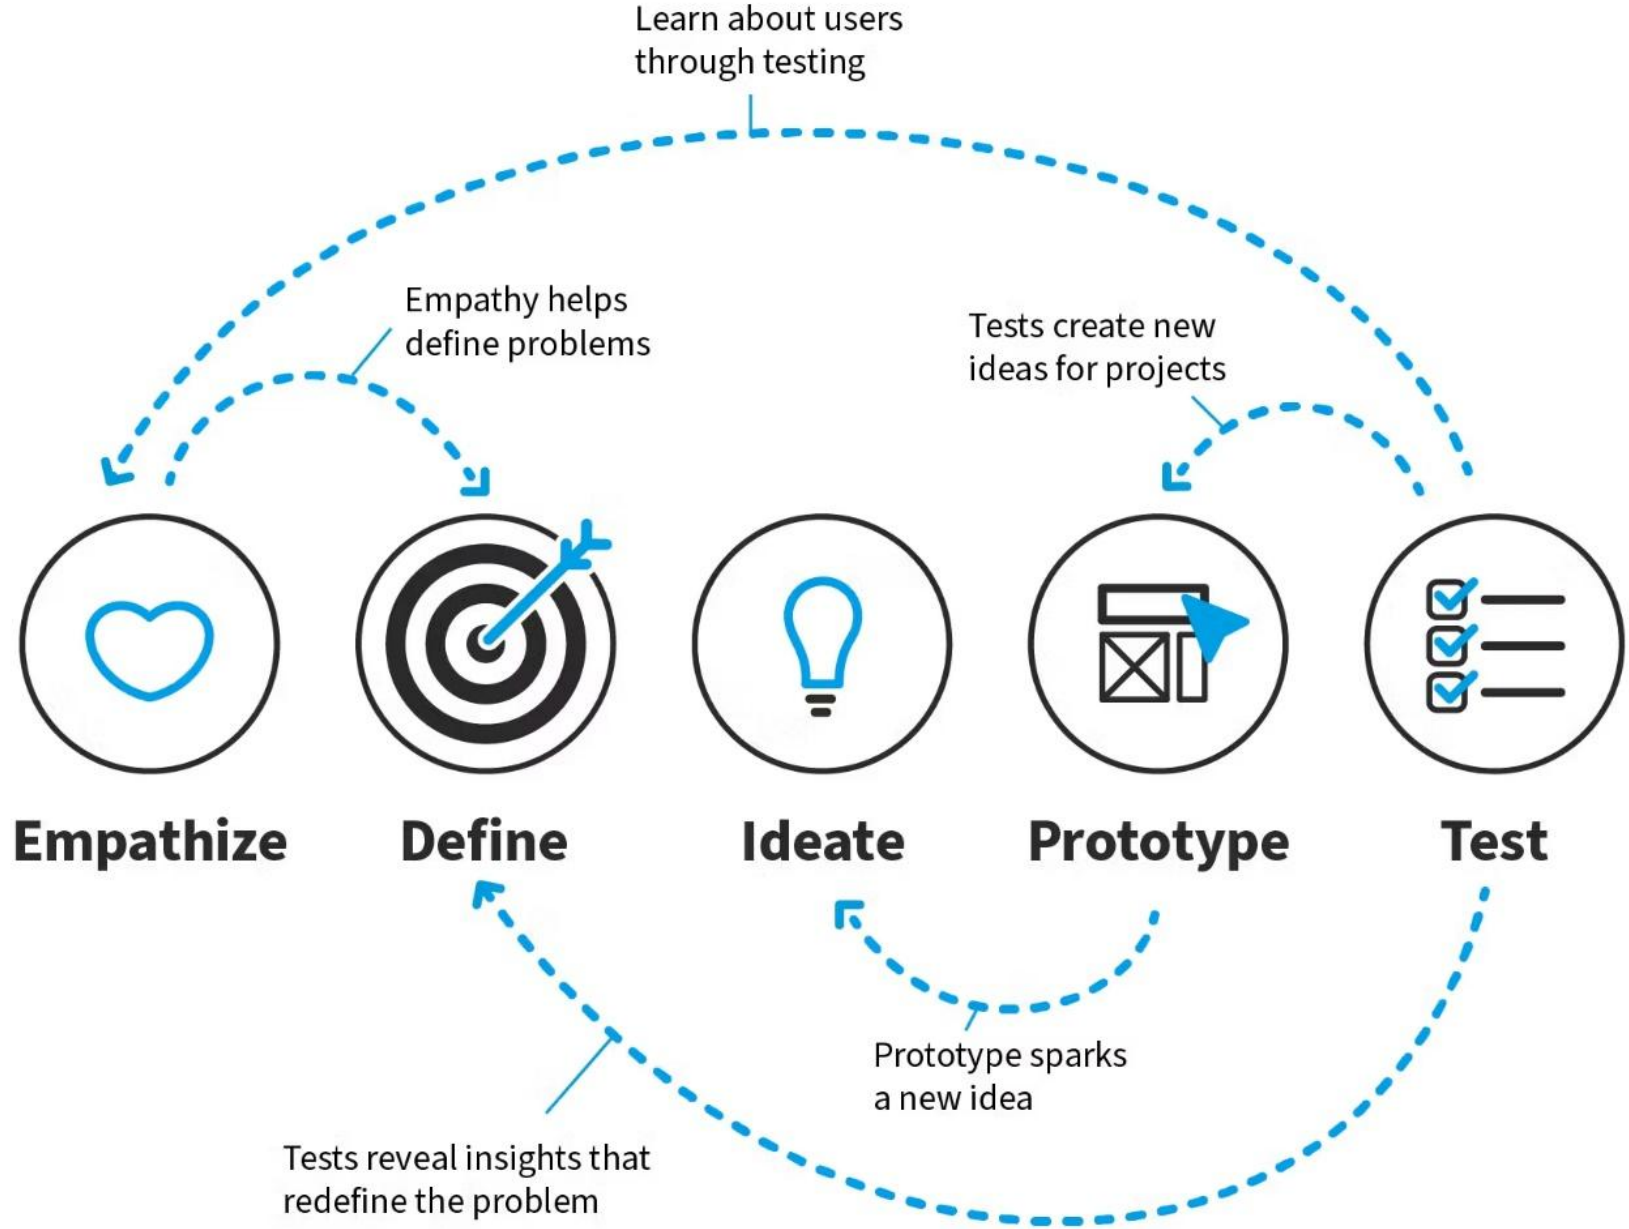 Learn about users
through testing
Empathy helps
define problems
Tests create new
ideas for projects
Empathize
Define
Ideate
Prototype
Test
Prototype sparks
a new idea
Tests reveal insights that
redefine the problem